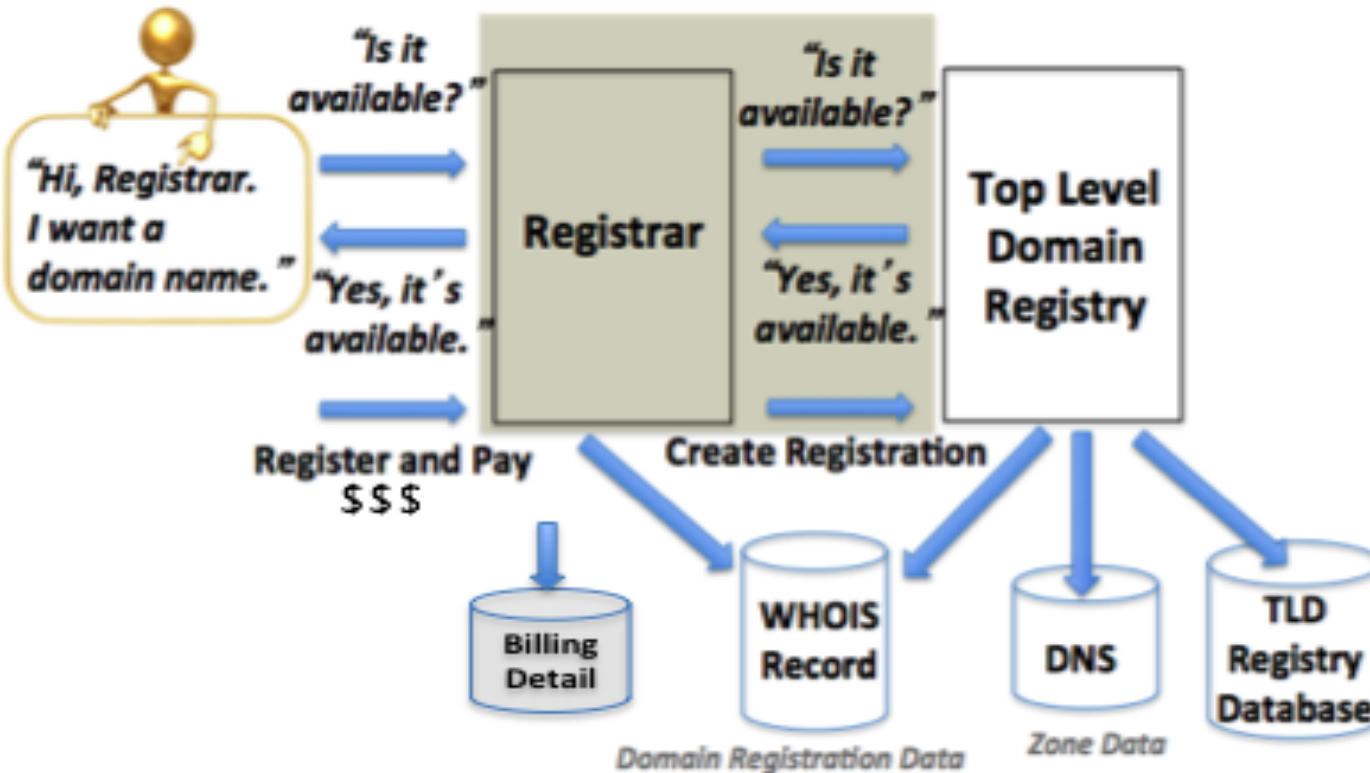 “Hi, Registrar.
I want a
domain name.”
“Is it
available?”
“Yes, it´s
available.”
Register and Pay
$$$
Registrar
“Is it
available?”
“Yes, it´s
available.”
Create Registration
Top Level
Domain
Registry
Billing
Detail
WHOIS
Record
DNS
TLD
Registry
Database
Domain Registration Data
Zone Data